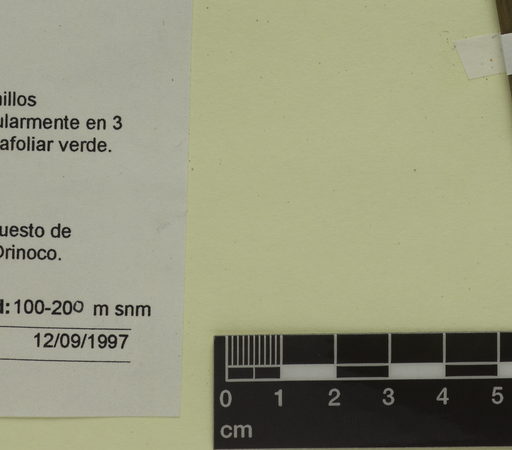 illos
ularmente en 3
afoliar verde.
uesto de
Orinoco.
d: 100-200 m snm
12/09/1997
0 1 2 3 4 5
cm